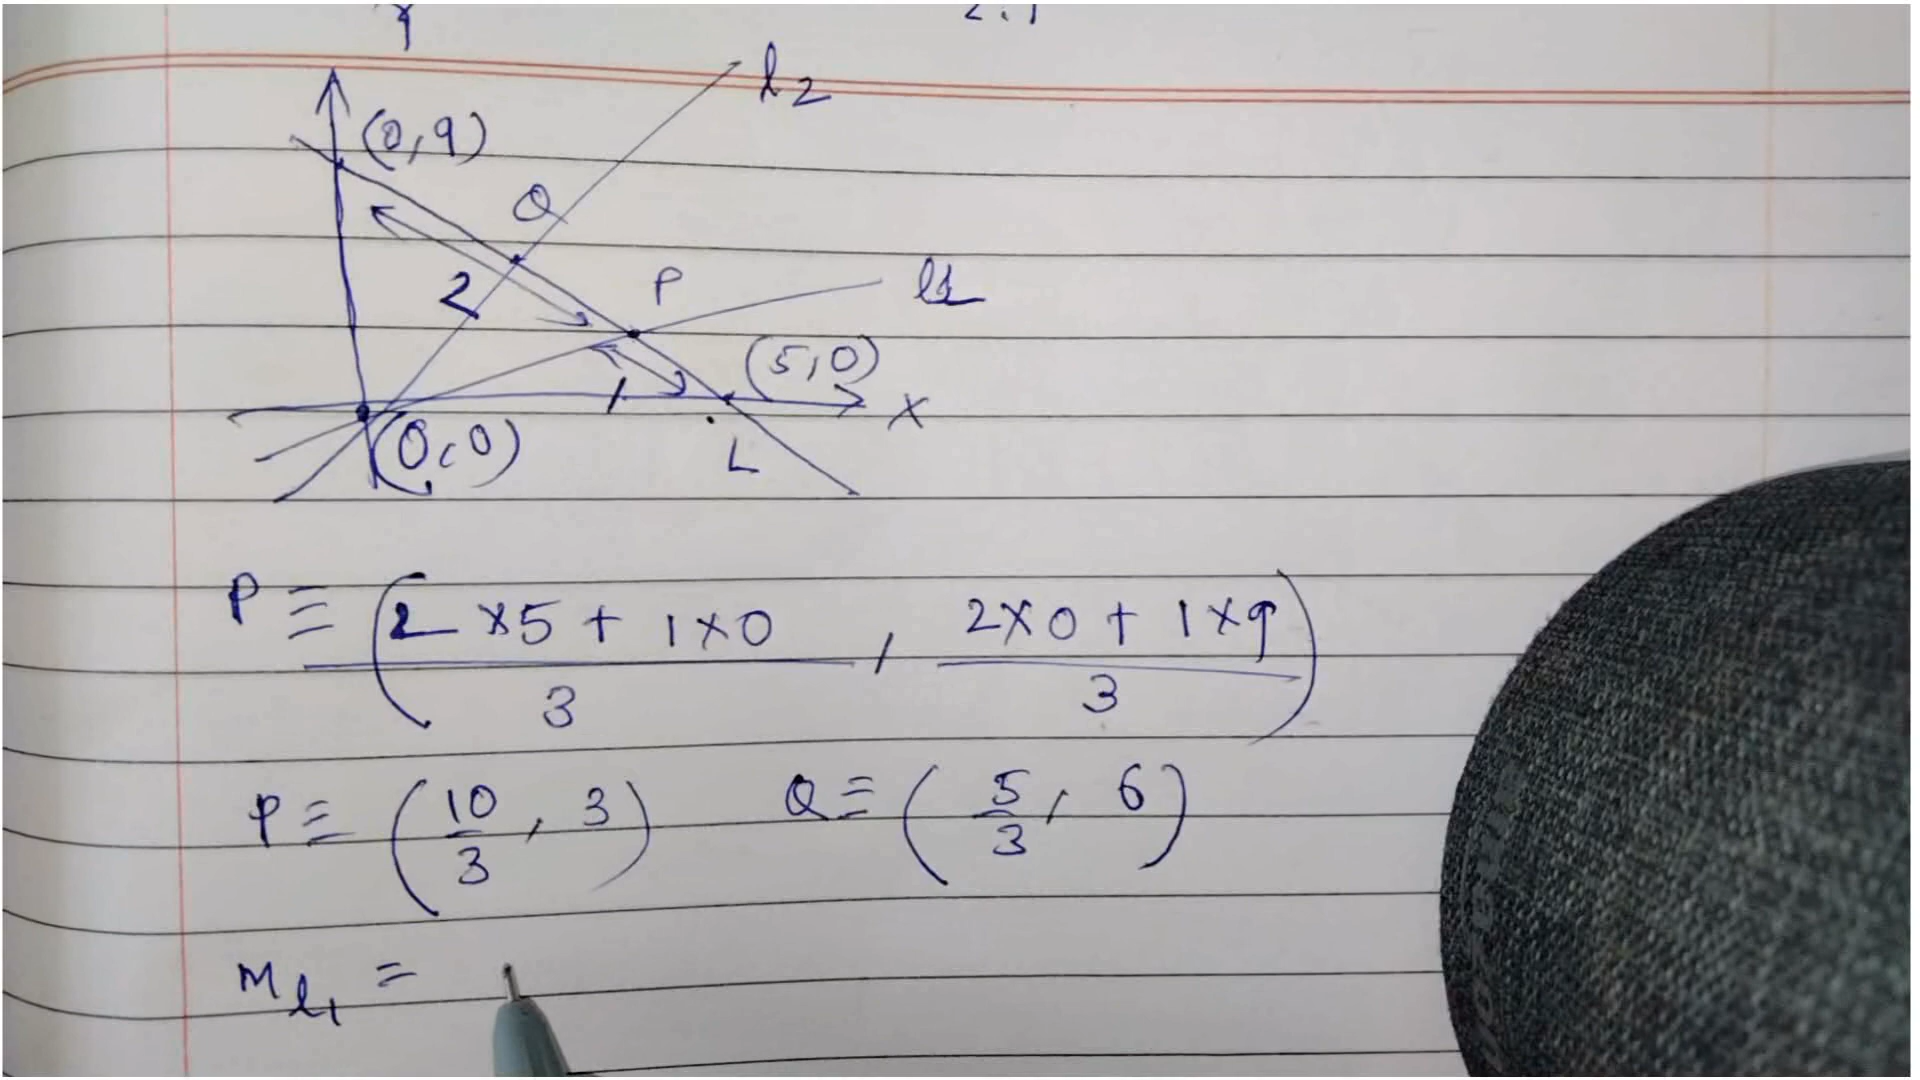 l2
(0,9)
Q
2
P
l1
(5,0)
1
X
(0,0)
L
P ≡ (2 ×5 + 1×0 / 3 , 2×0 + 1×9 / 3)
P ≡ (10/3 , 3) Q ≡ (5/3 , 6)
M l1 =